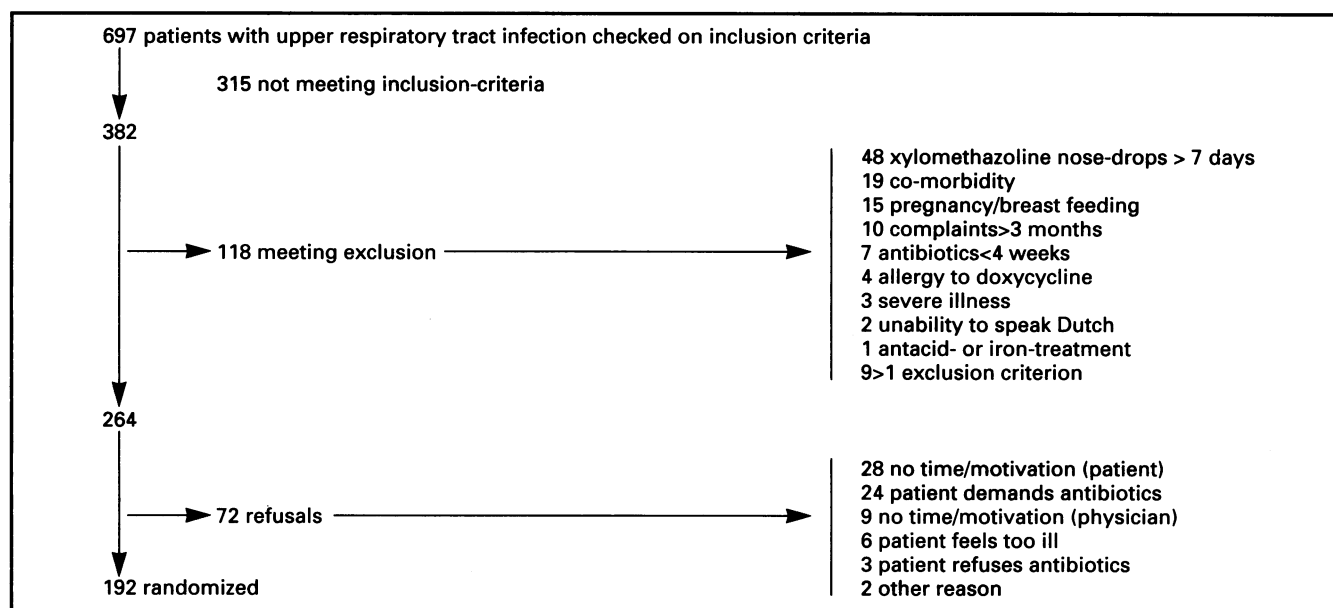 697 patients with upper respiratory tract infection checked on inclusion criteria
315 not meeting inclusion-criteria
382
48 xylomethazoline nose-drops > 7 days
19 co-morbidity
15 pregnancy/breast feeding
10 complaints>3 months
118 meeting exclusion
7 antibiotics<4 weeks
4 allergy to doxycycline
3 severe illness
2 unability to speak Dutch
1 antacid- or iron-treatment
9>1 exclusion criterion
264
28 no time/motivation (patient)
24 patient demands antibiotics
72 refusals
9 no time/motivation (physician)
6 patient feels too ill
3 patient refuses antibiotics
192 randomized
2 other reason